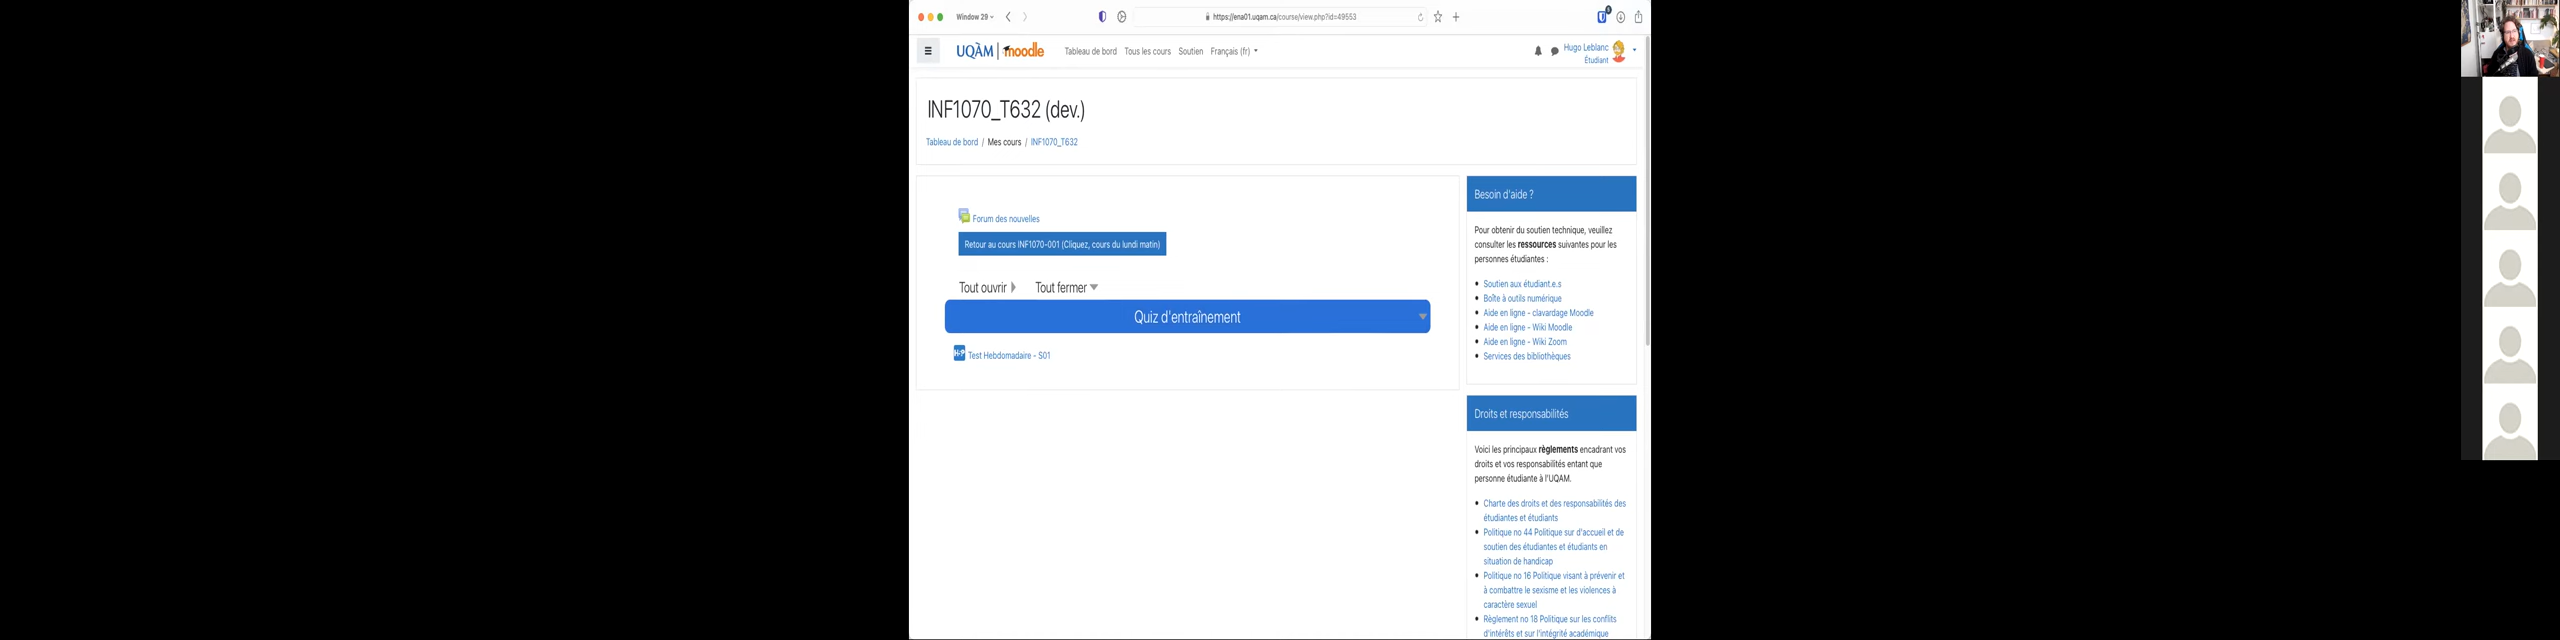 Window 29
https://ena01.uqam.ca/course/view.php?id=49553
UQÀM | moodle
Tableau de bord Tous les cours Soutien Français (fr)
Hugo Leblanc
Étudiant
INF1070_T632 (dev.)
Tableau de bord / Mes cours / INF1070_T632
Forum des nouvelles
Retour au cours INF1070-001 (Cliquez, cours du lundi matin)
Tout ouvrir Tout fermer
Quiz d'entraînement
H-P Test Hebdomadaire - S01
Besoin d'aide ?
Pour obtenir du soutien technique, veuillez
consulter les ressources suivantes pour les
personnes étudiantes :
Soutien aux étudiant.e.s
Boîte à outils numérique
Aide en ligne - clavardage Moodle
Aide en ligne - Wiki Moodle
Aide en ligne - Wiki Zoom
Services des bibliothèques
Droits et responsabilités
Voici les principaux règlements encadrant vos
droits et vos responsabilités entant que
personne étudiante à l'UQAM.
Charte des droits et des responsabilités des
étudiantes et étudiants
Politique no 44 Politique sur d'accueil et de
soutien des étudiantes et étudiants en
situation de handicap
Politique no 16 Politique visant à prévenir et
à combattre le sexisme et les violences à
caractère sexuel
Règlement no 18 Politique sur les conflits
d'intérêts et sur l'intégrité académique